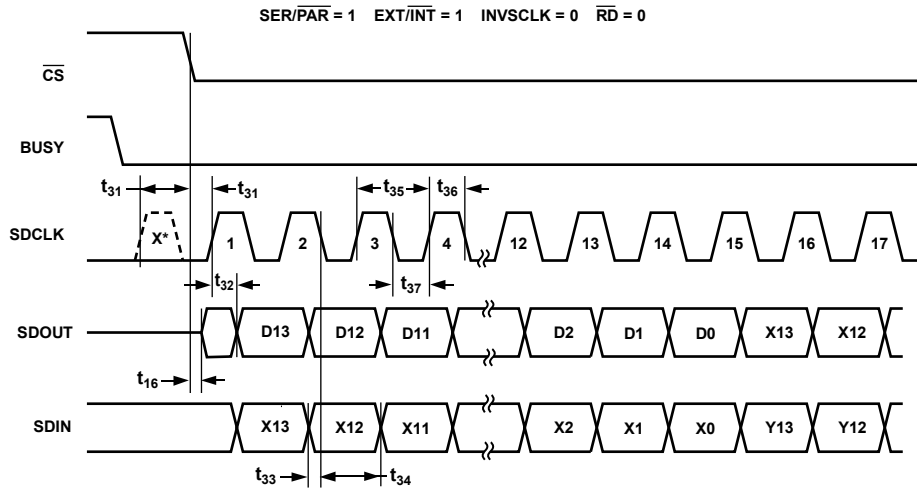 SER/PAR = 1 EXT/INT = 1 INVSCLK = 0 RD = 0
CS
BUSY
t31
t31
t35
t36
SDCLK
X*
1
2
3
4
12
13
14
15
16
17
t32
t37
SDOUT
D13
D12
D11
D2
D1
D0
X13
X12
t16
SDIN
X13
X12
X11
X2
X1
X0
Y13
Y12
t33
t34